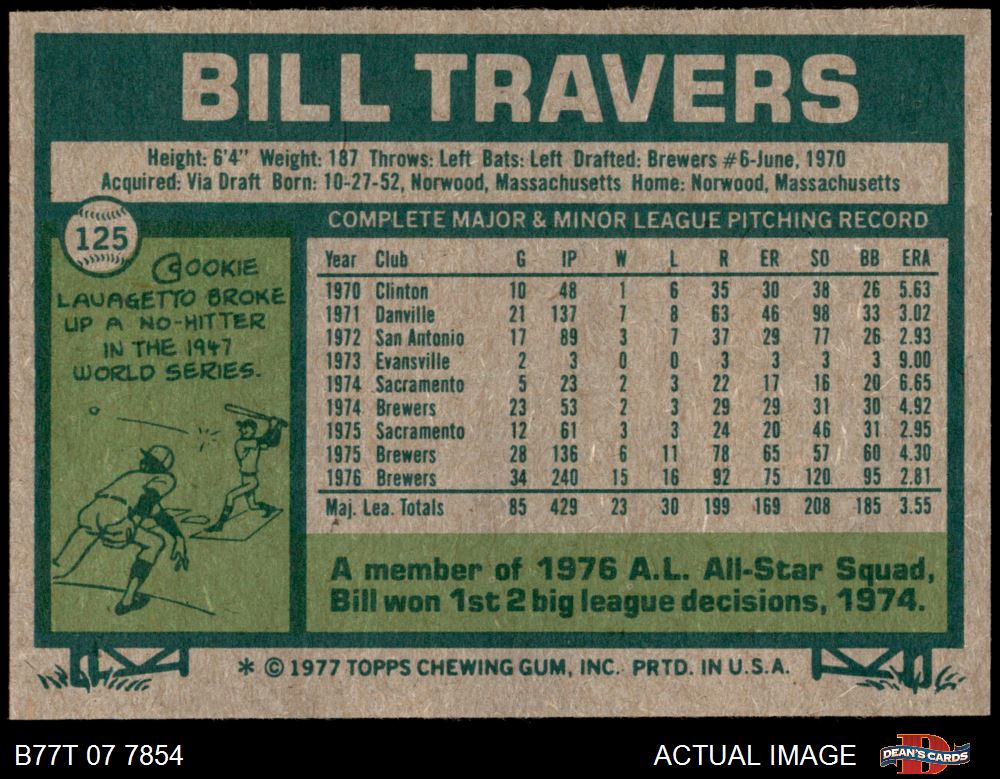 BILL TRAVERS
Height: 6'4" Weight: 187 Throws: Left Bats: Left Drafted: Brewers #6-June, 1970
Acquired: Via Draft Born: 10-27-52, Norwood, Massachusetts Home: Norwood, Massachusetts
125
COOKIE
LAVAGETTO BROKE
UP A NO-HITTER
IN THE 1947
WORLD SERIES.
COMPLETE MAJOR & MINOR LEAGUE PITCHING RECORD
Year Club G IP W L R ER SO BB ERA
1970 Clinton 10 48 1 6 35 30 38 26 5.63
1971 Danville 21 137 7 8 63 46 98 33 3.02
1972 San Antonio 17 89 3 7 37 29 77 26 2.93
1973 Evansville 2 3 0 0 3 3 3 3 9.00
1974 Sacramento 5 23 2 3 22 17 16 20 6.65
1974 Brewers 23 53 2 3 29 29 31 30 4.92
1975 Sacramento 12 61 3 3 24 20 46 31 2.95
1975 Brewers 28 136 6 11 78 65 57 60 4.30
1976 Brewers 34 240 15 16 92 75 120 95 2.81
Maj. Lea. Totals 85 429 23 30 199 169 208 185 3.55
A member of 1976 A.L. All-Star Squad,
Bill won 1st 2 big league decisions, 1974.
* © 1977 TOPPS CHEWING GUM, INC. PRTD. IN U.S.A.
B77T 07 7854
ACTUAL IMAGE
D
DEAN'S CARDS